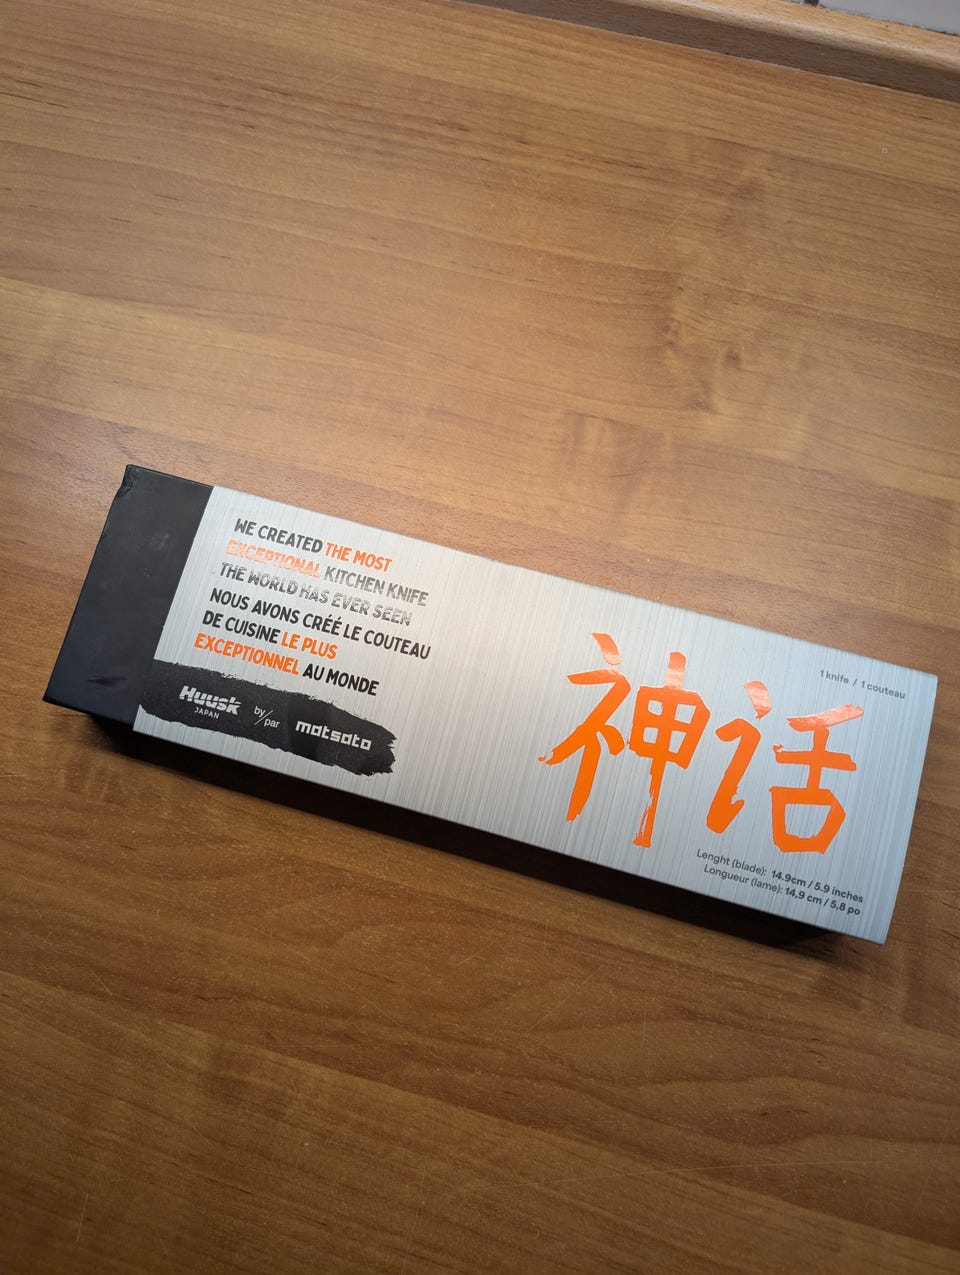 WE CREATED THE MOST
EXCEPTIONAL KITCHEN KNIFE
THE WORLD HAS EVER SEEN
NOUS AVONS CRÉÉ LE COUTEAU
DE CUISINE LE PLUS
EXCEPTIONNEL AU MONDE
Huusk
JAPAN
by/par
matsato
1 knife / 1 couteau
神话
Lenght (blade): 14.9cm / 5.9 inches
Longueur (lame): 14,9 cm / 5,8 po